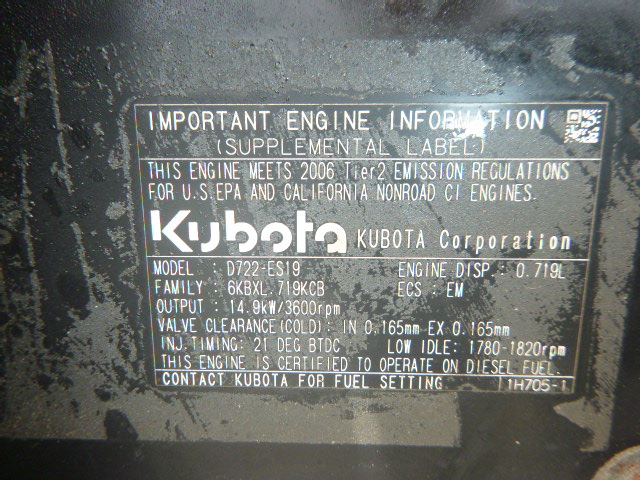 IMPORTANT ENGINE INFORMATION
(SUPPLEMENTAL LABEL)
THIS ENGINE MEETS 2006 Tier2 EMISSION REGULATIONS
FOR U.S.EPA AND CALIFORNIA NONROAD CI ENGINES.
Kubota KUBOTA Corporation
MODEL : D722-ES19 ENGINE DISP.: 0.719L
FAMILY : 6KBXL.719KCB ECS : EM
OUTPUT : 14.9kW/3600rpm
VALVE CLEARANCE(COLD): IN 0.165mm EX 0.165mm
INJ.TIMING: 21 DEG BTDC LOW IDLE: 1780-1820rpm
THIS ENGINE IS CERTIFIED TO OPERATE ON DIESEL FUEL.
CONTACT KUBOTA FOR FUEL SETTING 1H705-1